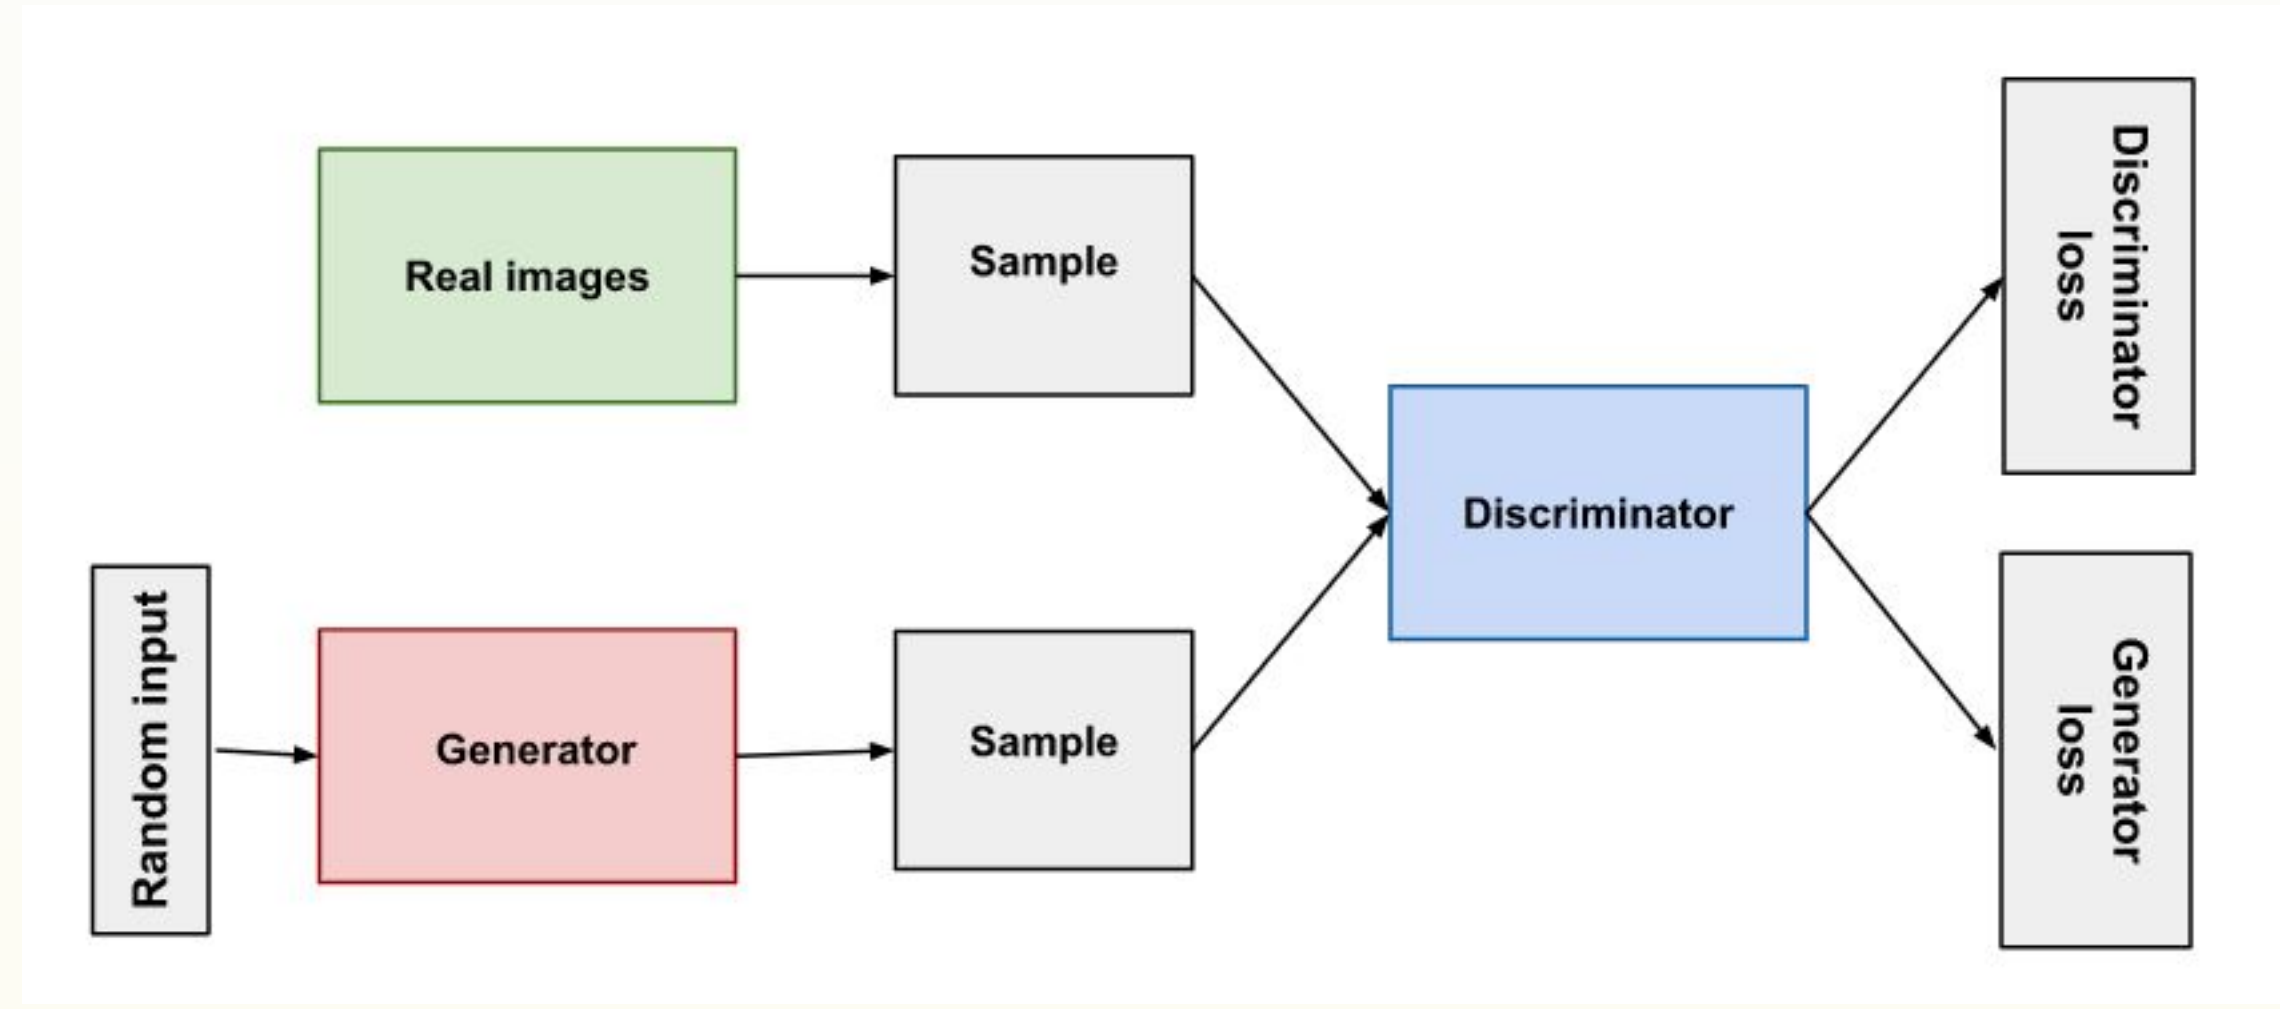 Real images
Sample
Discriminator
loss
Discriminator
Random input
Generator
Sample
Generator
loss